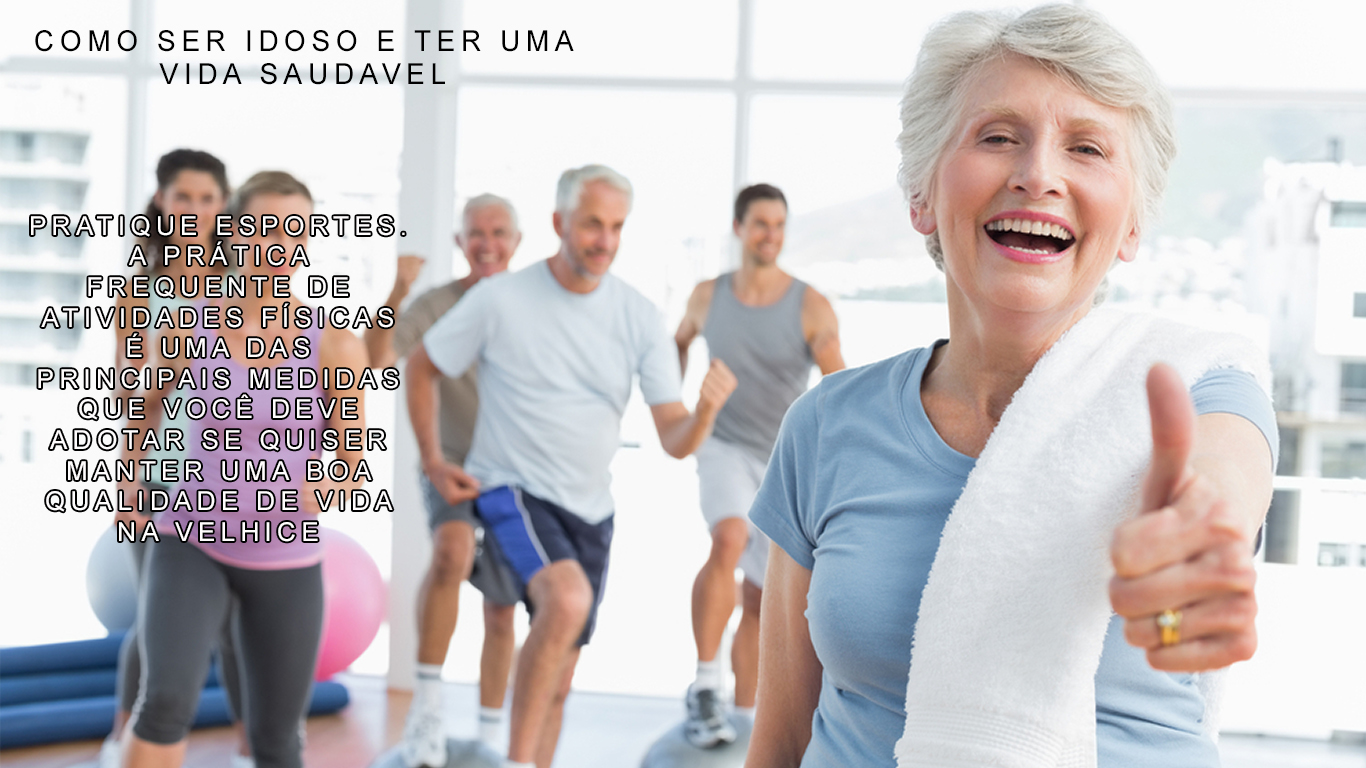 COMO SER IDOSO E TER UMA
VIDA SAUDAVEL
PRATIQUE ESPORTES.
A PRÁTICA
FREQUENTE DE
ATIVIDADES FÍSICAS
É UMA DAS
PRINCIPAIS MEDIDAS
QUE VOCÊ DEVE
ADOTAR SE QUISER
MANTER UMA BOA
QUALIDADE DE VIDA
NA VELHICE